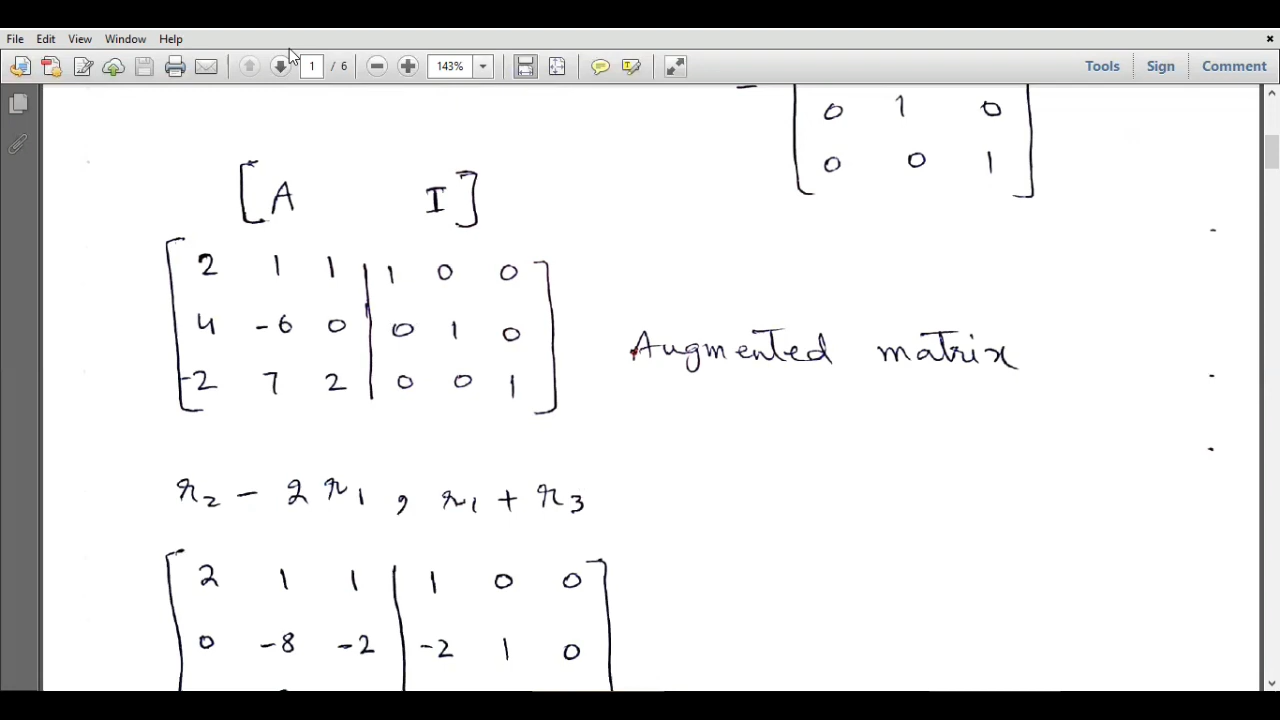 File Edit View Window Help
1 / 6 143% Tools Sign Comment
0 1 0
0 0 1
[A I]
2 1 1 | 1 0 0
4 -6 0 | 0 1 0
-2 7 2 | 0 0 1
Augmented matrix
r₂ - 2r₁, r₁ + r₃
2 1 1 | 1 0 0
0 -8 -2 | -2 1 0